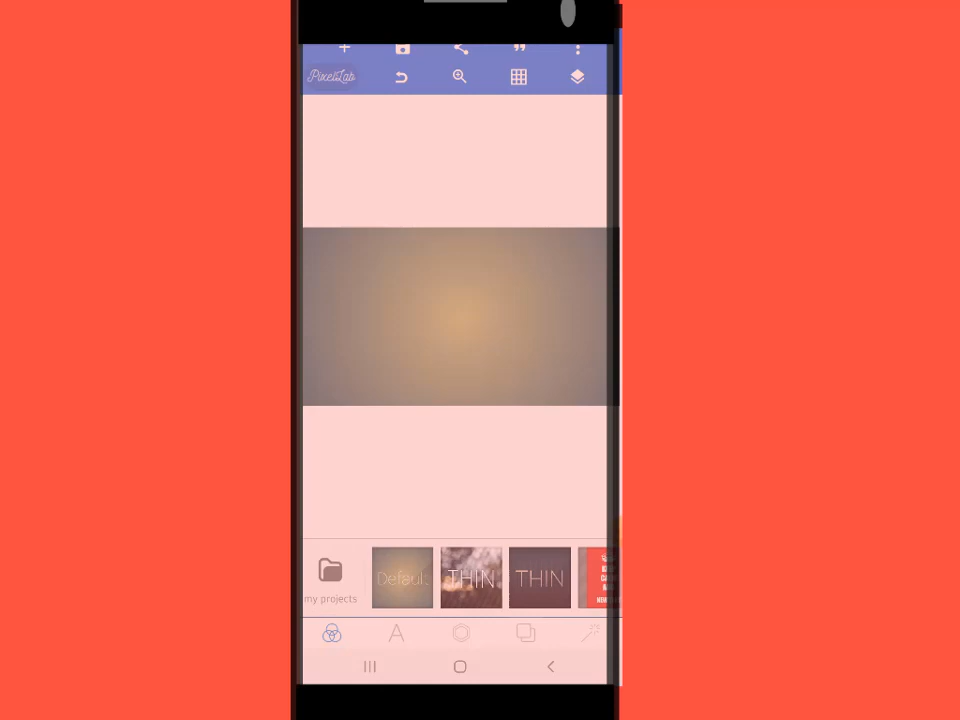 PixelLab
Default
THIN
THIN
my projects